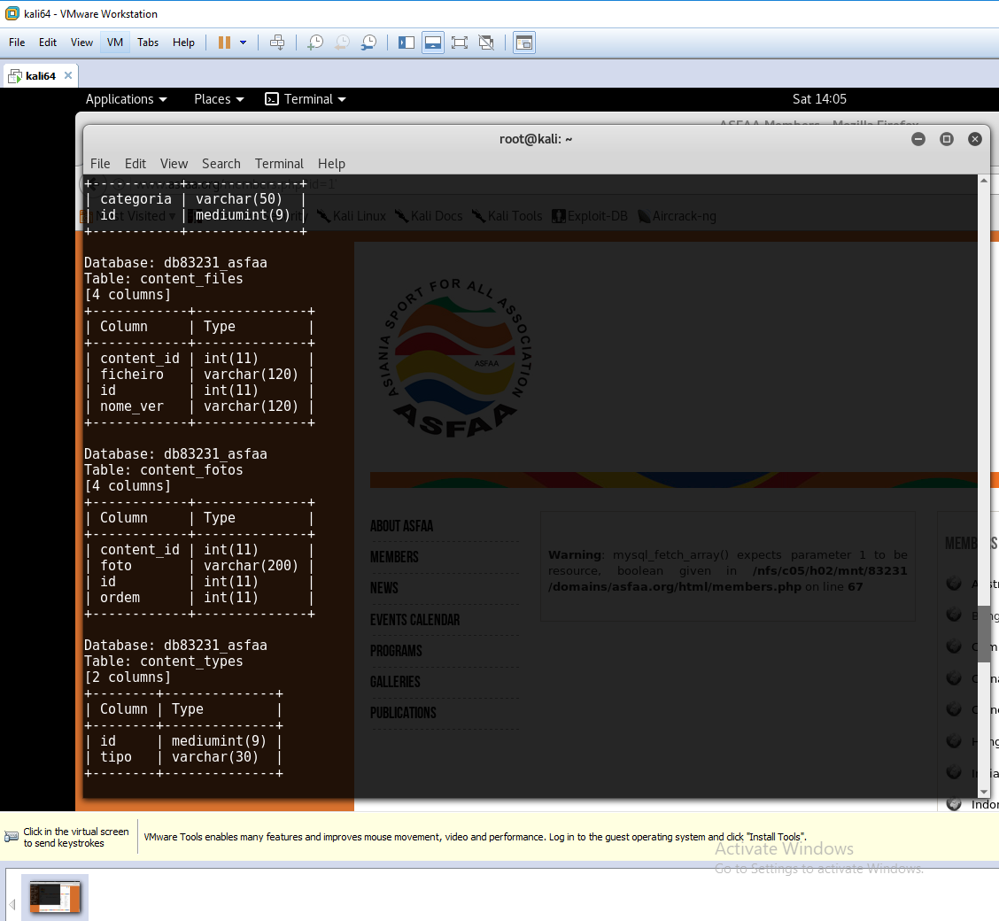 kali64 - VMware Workstation
File Edit View VM Tabs Help
kali64
Applications Places Terminal Sat 14:05
ASFAA Members - Mozilla Firefox
root@kali: ~
File Edit View Search Terminal Help
+-----------+--------------+
| categoria | varchar(50)  |
| id        | mediumint(9) |
+-----------+--------------+
Visited Kali Linux Kali Docs Kali Tools Exploit-DB Aircrack-ng
Database: db83231_asfaa
Table: content_files
[4 columns]
+------------+--------------+
| Column     | Type         |
+------------+--------------+
| content_id | int(11)      |
| ficheiro   | varchar(120) |
| id         | int(11)      |
| nome_ver   | varchar(120) |
+------------+--------------+
Database: db83231_asfaa
Table: content_fotos
[4 columns]
+------------+--------------+
| Column     | Type         |
+------------+--------------+
| content_id | int(11)      |
| foto       | varchar(200) |
| id         | int(11)      |
| ordem      | int(11)      |
+------------+--------------+
Database: db83231_asfaa
Table: content_types
[2 columns]
+--------+--------------+
| Column | Type         |
+--------+--------------+
| id     | mediumint(9) |
| tipo   | varchar(30)  |
+--------+--------------+
ASIANIA SPORT FOR ALL ASSOCIATION
ASFAA
ASFAA
ABOUT ASFAA
MEMBERS
NEWS
EVENTS CALENDAR
PROGRAMS
GALLERIES
PUBLICATIONS
Warning: mysql_fetch_array() expects parameter 1 to be
resource, boolean given in /nfs/c05/h02/mnt/83231
/domains/asfaa.org/html/members.php on line 67
MEMBERS
Click in the virtual screen
to send keystrokes
VMware Tools enables many features and improves mouse movement, video and performance. Log in to the guest operating system and click "Install Tools".
Activate Windows
Go to Settings to activate Windows.